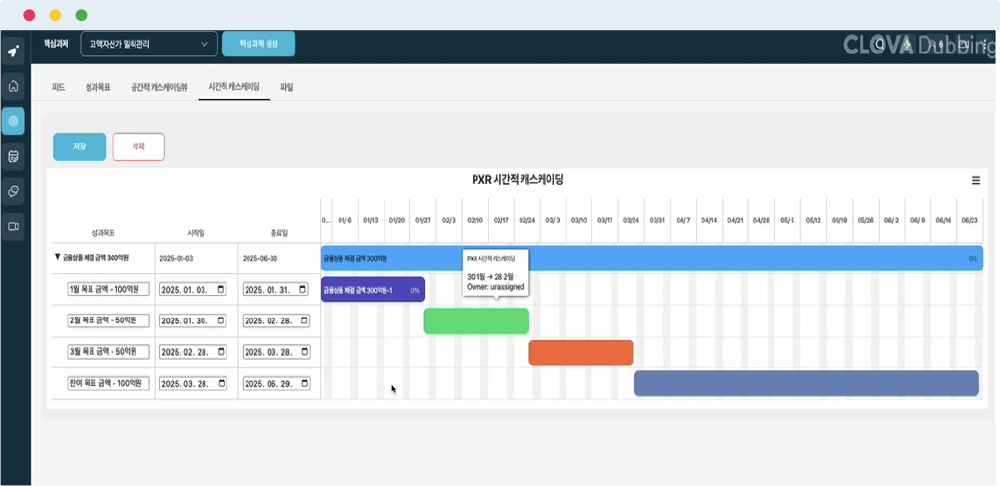 핵심과제 고액자산가 밀착관리 핵심과제 생성
CLOVA Dubbing
피드 성과목표 공간적 캐스케이딩뷰 시간적 캐스케이딩 파일
저장 삭제
PXR 시간적 캐스케이딩
성과목표 시작일 종료일 0... 01/ 6 01/13 01/20 01/27 02/ 3 02/10 02/17 02/24 03/ 3 03/10 03/17 03/24 03/31 04/ 7 04/14 04/21 04/28 05/ 5 05/12 05/19 05/26 06/ 2 06/ 9 06/16 06/23
▼ 금융상품 체결 금액 300억원 2025-01-03 2025-06-30 금융상품 체결 금액 300억원 0%
PXR 시간적 캐스케이딩
30 1월 → 28 2월
Owner: unassigned
1월 목표 금액 - 100억원 2025. 01. 03. 2025. 01. 31. 금융상품 체결 금액 300억원-1 0%
2월 목표 금액 - 50억원 2025. 01. 30. 2025. 02. 28.
3월 목표 금액 - 50억원 2025. 02. 28. 2025. 03. 28.
잔여 목표 금액 - 100억원 2025. 03. 28. 2025. 06. 29.